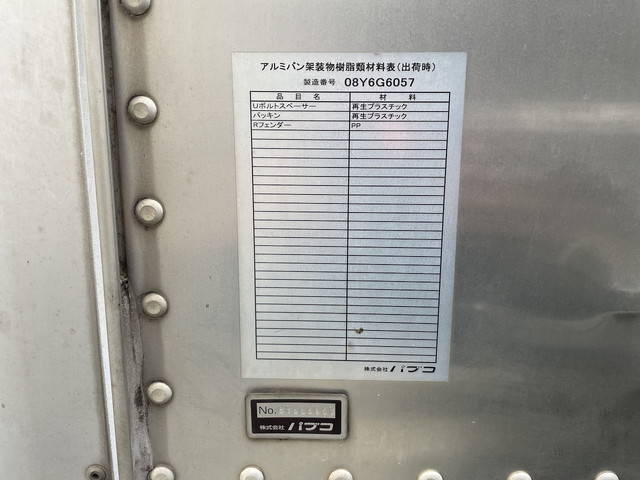 アルミバン架装物樹脂類材料表(出荷時)
製造番号 08Y6G6057
品目名 材料
Uボルトスペーサー 再生プラスチック
パッキン 再生プラスチック
Rフェンダー PP
株式会社 パブコ
No.
株式会社 パブコ